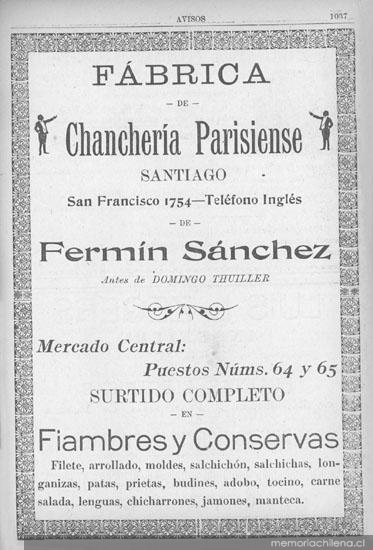 AVISOS 1037
FÁBRICA
— DE —
Chanchería Parisiense
SANTIAGO
San Francisco 1754—Teléfono Inglés
— DE —
Fermín Sánchez
Antes de DOMINGO THUILLER
Mercado Central:
Puestos Núms. 64 y 65
SURTIDO COMPLETO
— EN —
Fiambres y Conservas
Filete, arrollado, moldes, salchichón, salchichas, lon-
ganizas, patas, prietas, budines, adobo, tocino, carne
salada, lenguas, chicharrones, jamones, manteca.
memoriachilena.cl